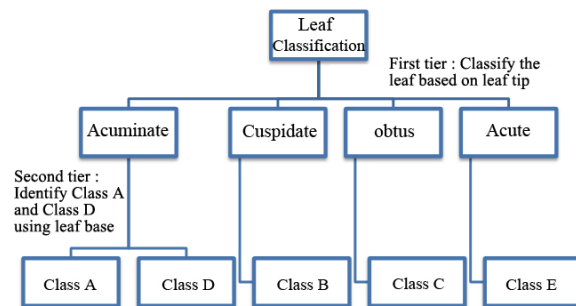 Leaf
Classification
First tier : Classify the
leaf based on leaf tip
Acuminate
Cuspidate
obtus
Acute
Second tier :
Identify Class A
and Class D
using leaf base
Class A
Class D
Class B
Class C
Class E